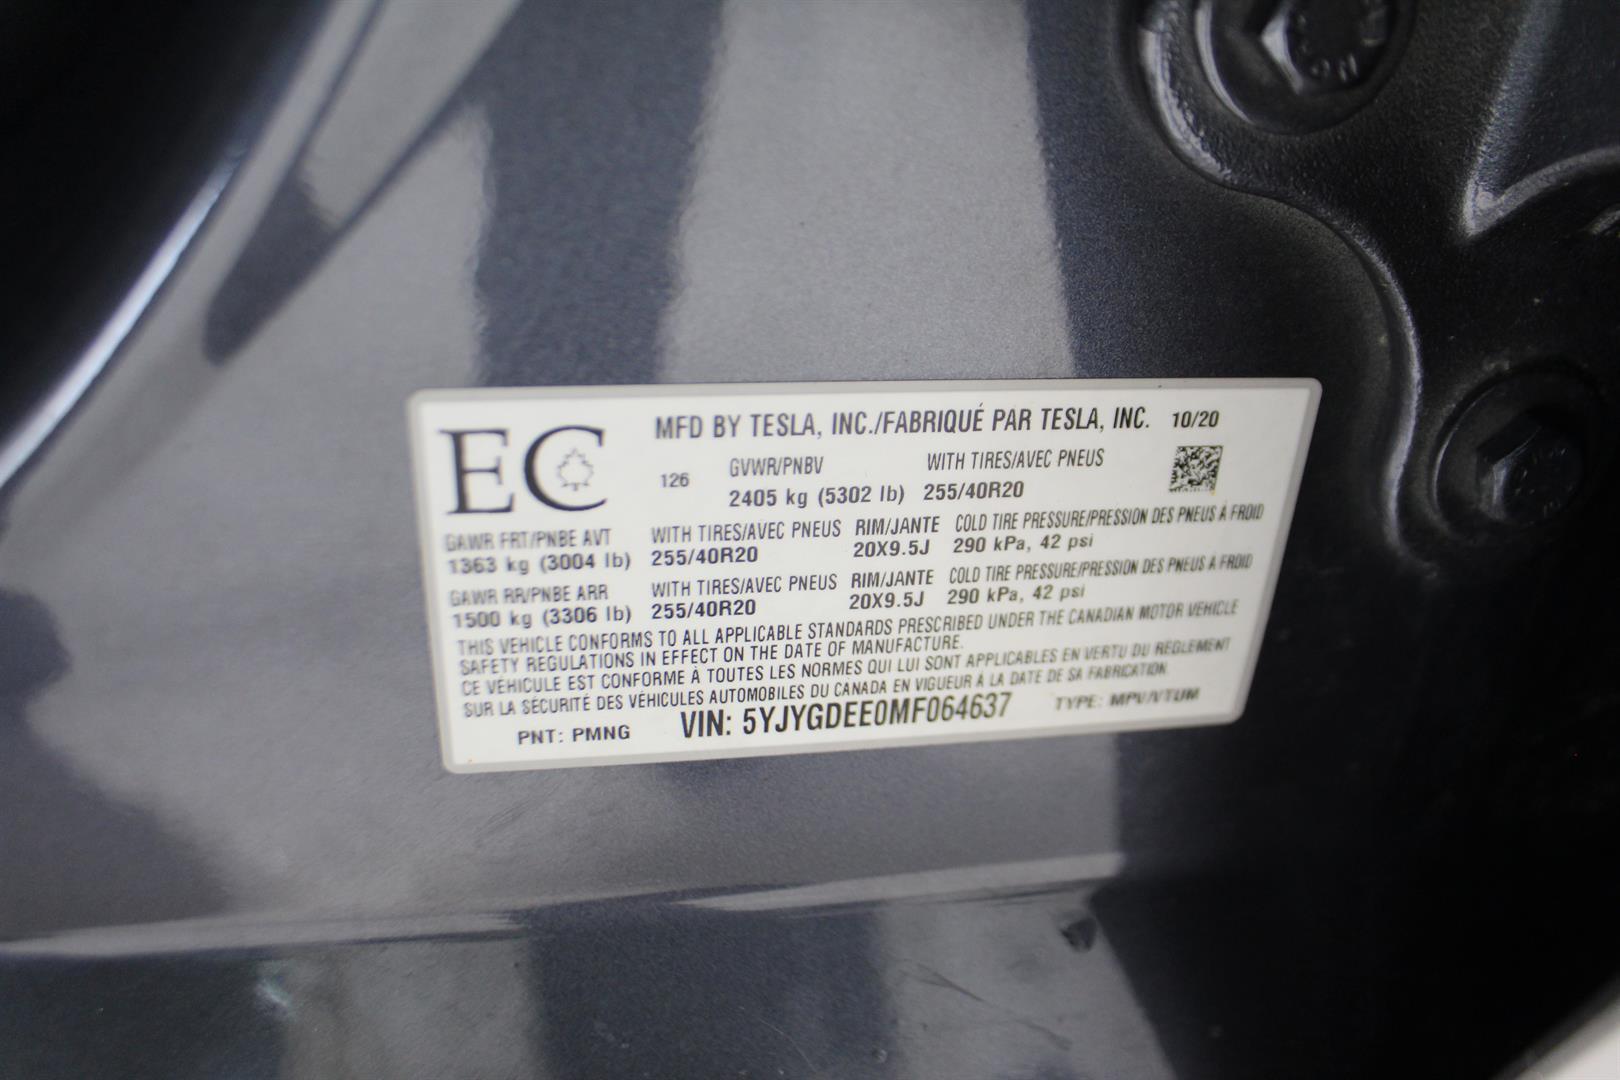 EC
MFD BY TESLA, INC./FABRIQUÉ PAR TESLA, INC. 10/20
126 GVWR/PNBV WITH TIRES/AVEC PNEUS
2405 kg (5302 lb) 255/40R20
GAWR FRT/PNBE AVT WITH TIRES/AVEC PNEUS RIM/JANTE COLD TIRE PRESSURE/PRESSION DES PNEUS À FROID
1363 kg (3004 lb) 255/40R20 20X9.5J 290 kPa, 42 psi
GAWR RR/PNBE ARR WITH TIRES/AVEC PNEUS RIM/JANTE COLD TIRE PRESSURE/PRESSION DES PNEUS À FROID
1500 kg (3306 lb) 255/40R20 20X9.5J 290 kPa, 42 psi
THIS VEHICLE CONFORMS TO ALL APPLICABLE STANDARDS PRESCRIBED UNDER THE CANADIAN MOTOR VEHICLE
SAFETY REGULATIONS IN EFFECT ON THE DATE OF MANUFACTURE.
CE VÉHICULE EST CONFORME À TOUTES LES NORMES QUI LUI SONT APPLICABLES EN VERTU DU RÈGLEMENT
SUR LA SÉCURITÉ DES VÉHICULES AUTOMOBILES DU CANADA EN VIGUEUR À LA DATE DE SA FABRICATION.
PNT: PMNG VIN: 5YJYGDEE0MF064637 TYPE: MPV/VTUM